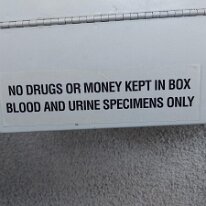 NO DRUGS OR MONEY KEPT IN BOX
BLOOD AND URINE SPECIMENS ONLY